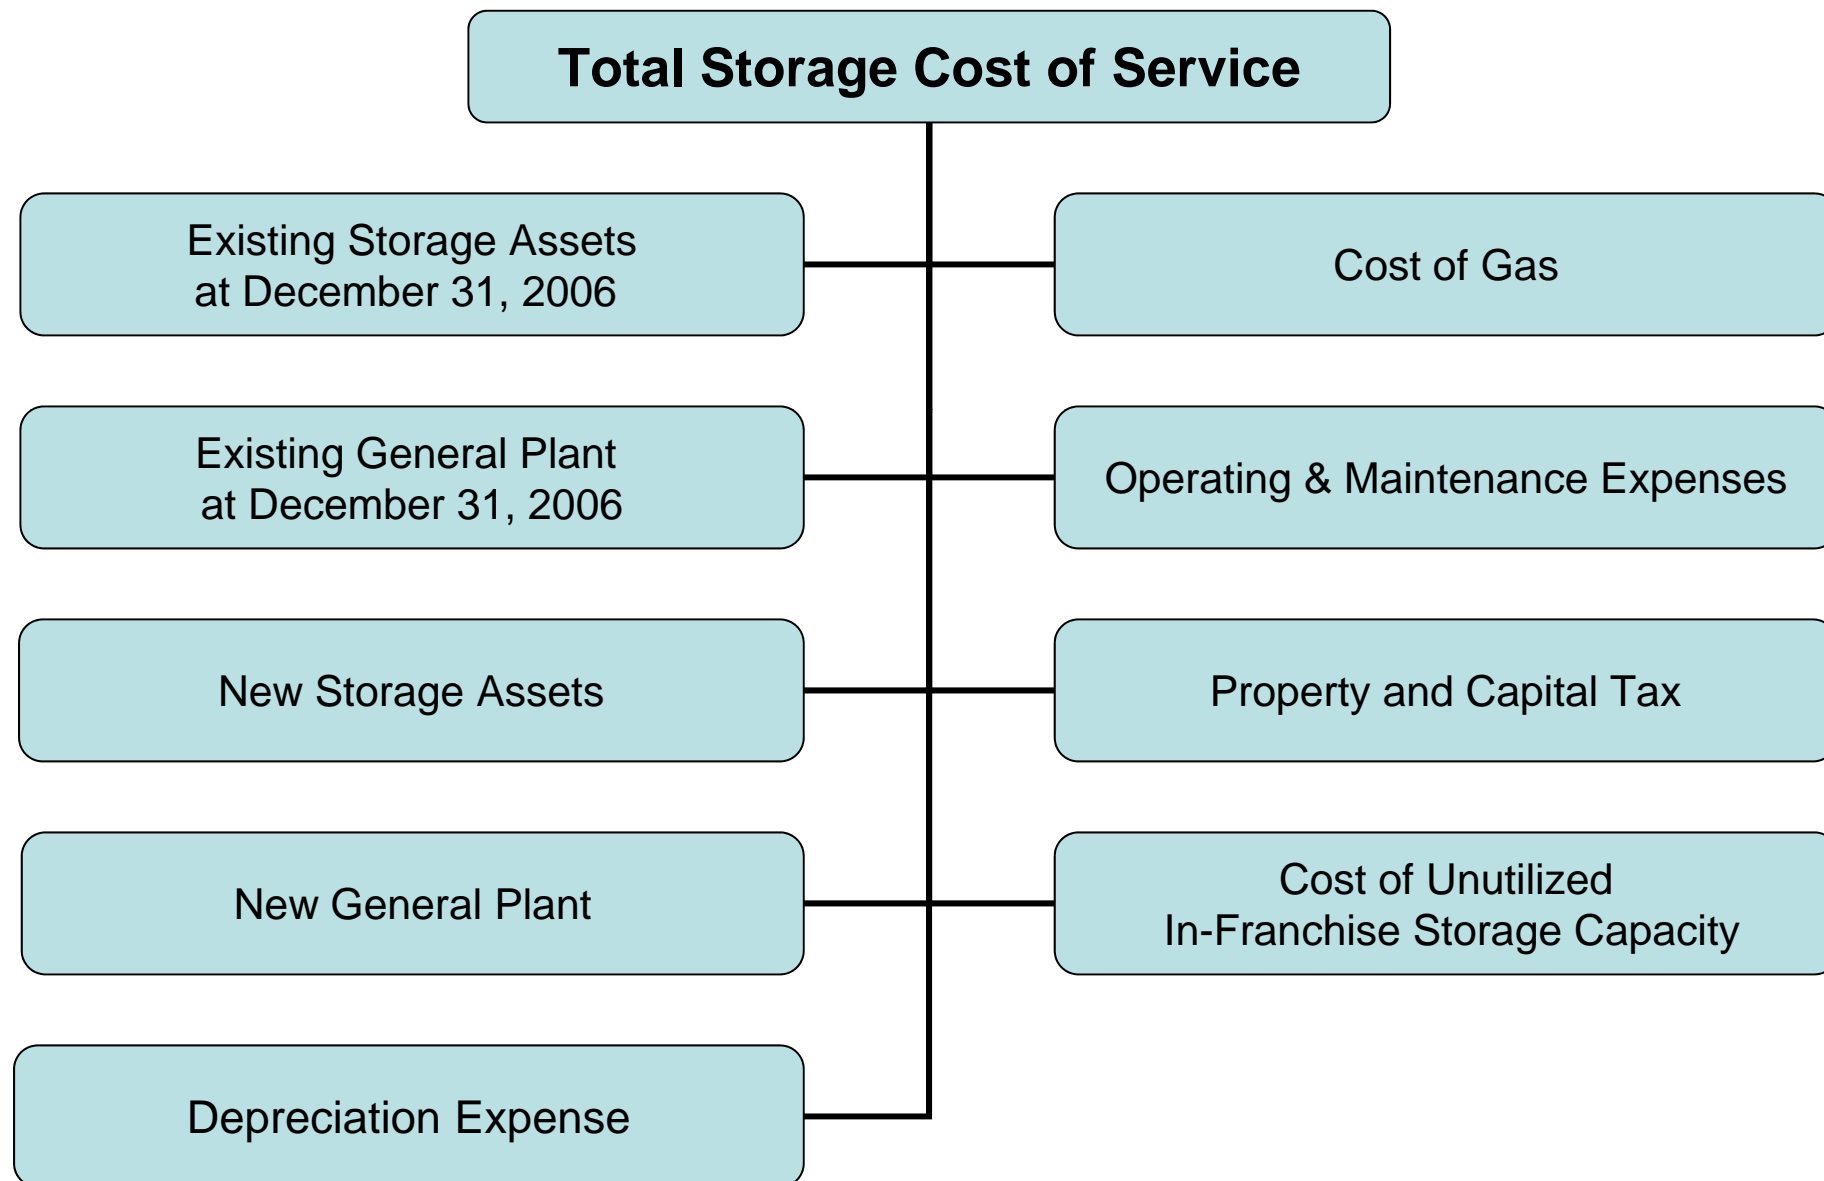 Total Storage Cost of Service
Existing Storage Assets
at December 31, 2006
Cost of Gas
Existing General Plant
at December 31, 2006
Operating & Maintenance Expenses
New Storage Assets
Property and Capital Tax
New General Plant
Cost of Unutilized
In-Franchise Storage Capacity
Depreciation Expense